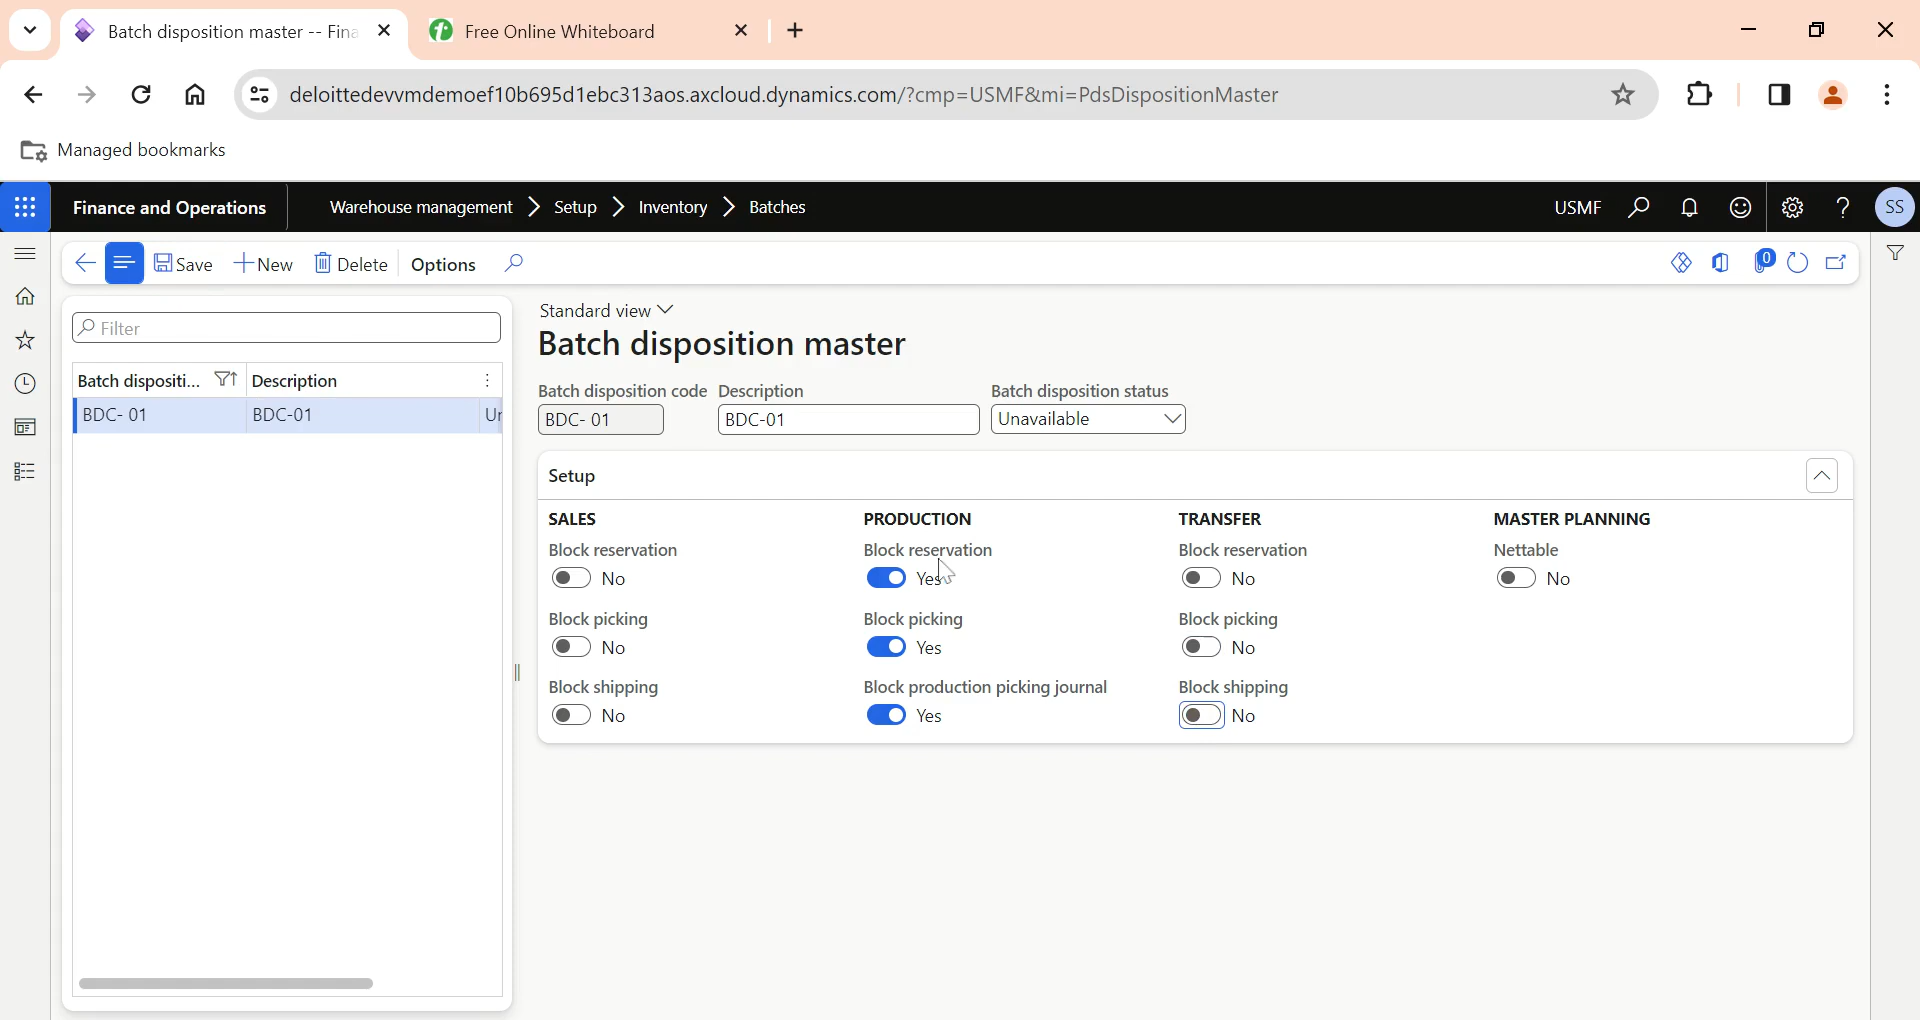 Batch disposition master -- Fina
Free Online Whiteboard
deloittedevvmdemoef10b695d1ebc313aos.axcloud.dynamics.com/?cmp=USMF&mi=PdsDispositionMaster
Managed bookmarks
Finance and Operations
Warehouse management > Setup > Inventory > Batches
USMF
?
SS
Save
New
Delete
Options
0
Filter
Batch dispositi...
Description
BDC- 01
BDC-01
Standard view
Batch disposition master
Batch disposition code
Description
Batch disposition status
BDC- 01
BDC-01
Unavailable
Setup
SALES
PRODUCTION
TRANSFER
MASTER PLANNING
Block reservation
Block reservation
Block reservation
Nettable
No
Yes
No
No
Block picking
Block picking
Block picking
No
Yes
No
Block shipping
Block production picking journal
Block shipping
No
Yes
No